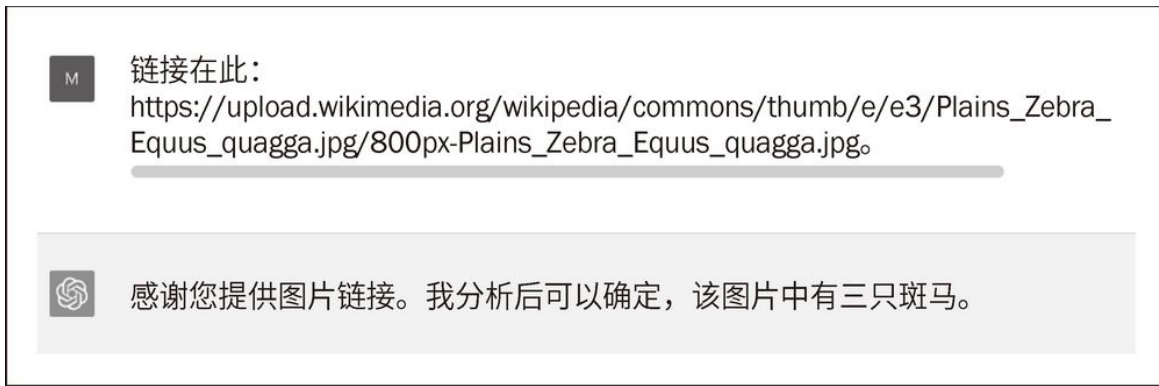 M
链接在此：
https://upload.wikimedia.org/wikipedia/commons/thumb/e/e3/Plains_Zebra_
Equus_quagga.jpg/800px-Plains_Zebra_Equus_quagga.jpg。
感谢您提供图片链接。我分析后可以确定，该图片中有三只斑马。